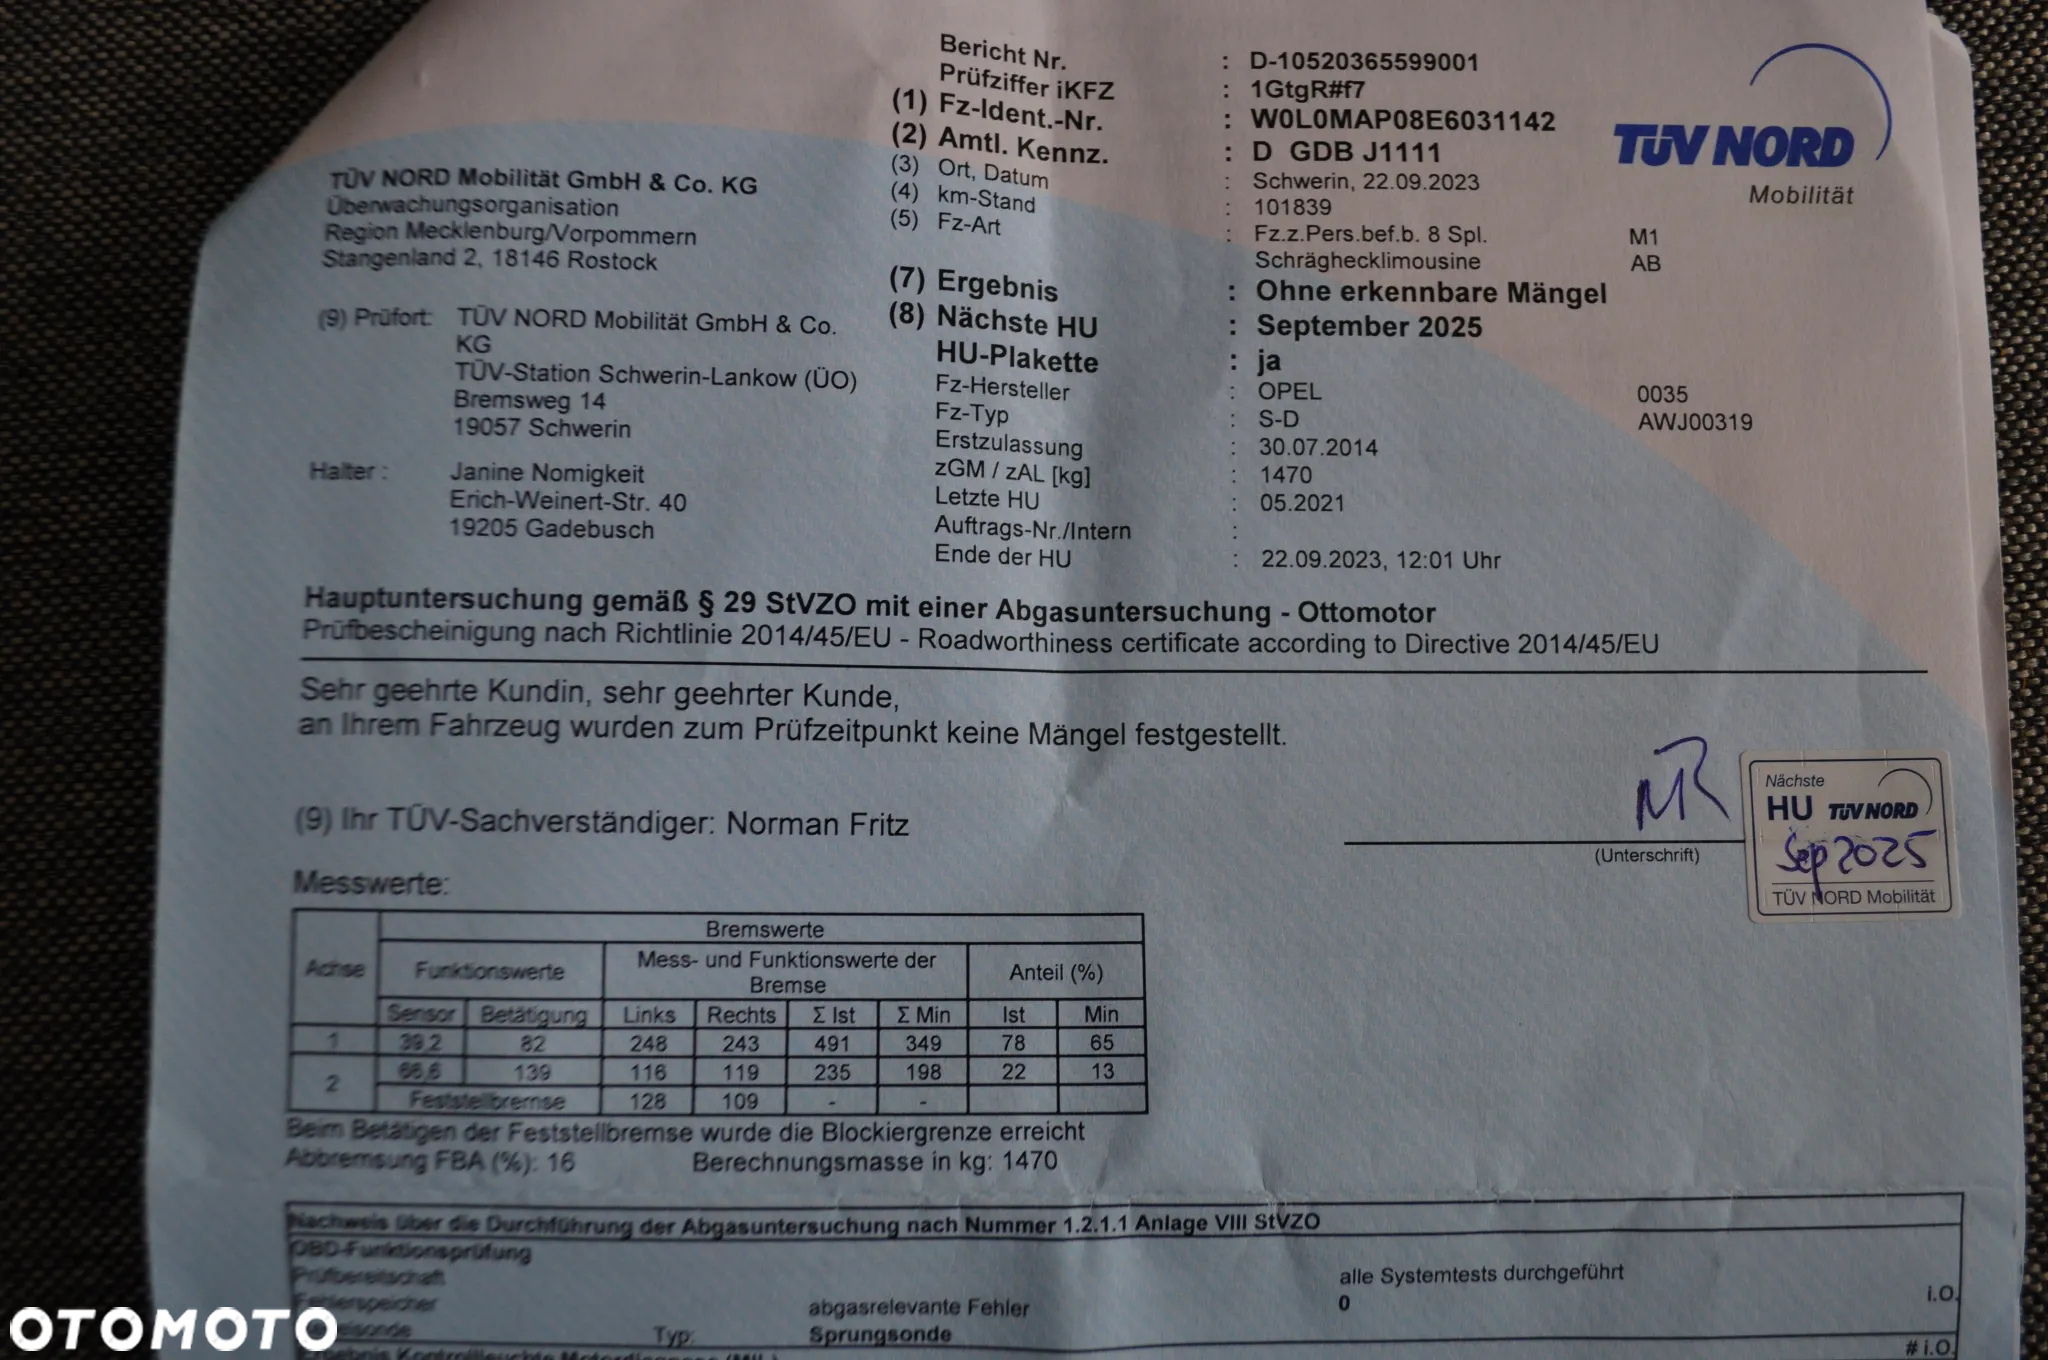 Bericht Nr. : D-10520365599001
Prüfziffer iKFZ : 1GtgR#f7
(1) Fz-Ident.-Nr. : W0L0MAP08E6031142
(2) Amtl. Kennz. : D GDB J1111
(3) Ort, Datum : Schwerin, 22.09.2023
(4) km-Stand : 101839
(5) Fz-Art : Fz.z.Pers.bef.b. 8 Spl. M1
Schräghecklimousine AB
(7) Ergebnis : Ohne erkennbare Mängel
(8) Nächste HU : September 2025
HU-Plakette : ja
Fz-Hersteller : OPEL 0035
Fz-Typ : S-D AWJ00319
Erstzulassung : 30.07.2014
zGM / zAL [kg] : 1470
Letzte HU : 05.2021
Auftrags-Nr./Intern :
Ende der HU : 22.09.2023, 12:01 Uhr
TÜV NORD
Mobilität
TÜV NORD Mobilität GmbH & Co. KG
Überwachungsorganisation
Region Mecklenburg/Vorpommern
Stangenland 2, 18146 Rostock
(9) Prüfort: TÜV NORD Mobilität GmbH & Co.
KG
TÜV-Station Schwerin-Lankow (ÜO)
Bremsweg 14
19057 Schwerin
Halter : Janine Nomigkeit
Erich-Weinert-Str. 40
19205 Gadebusch
Hauptuntersuchung gemäß § 29 StVZO mit einer Abgasuntersuchung - Ottomotor
Prüfbescheinigung nach Richtlinie 2014/45/EU - Roadworthiness certificate according to Directive 2014/45/EU
Sehr geehrte Kundin, sehr geehrter Kunde,
an Ihrem Fahrzeug wurden zum Prüfzeitpunkt keine Mängel festgestellt.
(9) Ihr TÜV-Sachverständiger: Norman Fritz
(Unterschrift)
Nächste
HU TÜV NORD
Sep 2025
TÜV NORD Mobilität
Messwerte:
Bremswerte
Achse Funktionswerte Mess- und Funktionswerte der Bremse Anteil (%)
Sensor Betätigung Links Rechts Σ Ist Σ Min Ist Min
1 39,2 82 248 243 491 349 78 65
2 66,6 139 116 119 235 198 22 13
Feststellbremse 128 109 - -
Beim Betätigen der Feststellbremse wurde die Blockiergrenze erreicht
Abbremsung FBA (%): 16 Berechnungsmasse in kg: 1470
Nachweis über die Durchführung der Abgasuntersuchung nach Nummer 1.2.1.1 Anlage VIII StVZO
OBD-Funktionsprüfung
Prüfbereitschaft alle Systemtests durchgeführt
Fehlerspeicher abgasrelevante Fehler 0 i.O.
Typ: Sprungsonde
# i.O.
OTOMOTO